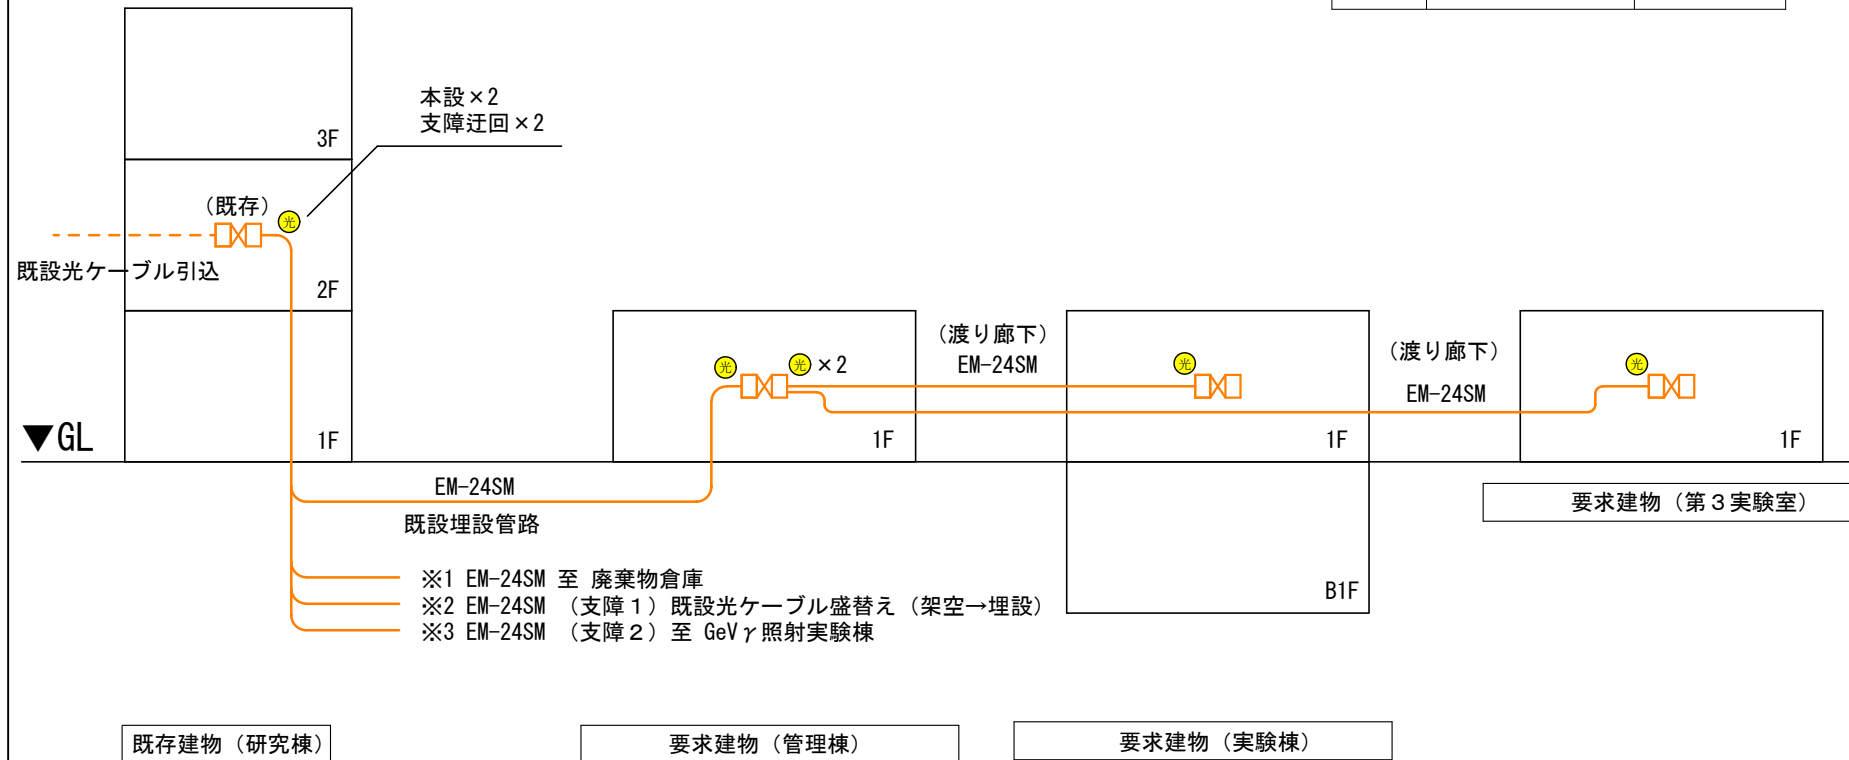 本設×2
支障迂回×2
3F
(既存)
光
既設光ケーブル引込
2F
(渡り廊下)
EM-24SM
(渡り廊下)
EM-24SM
光
光×2
光
光
▼GL
1F
1F
1F
1F
EM-24SM
既設埋設管路
要求建物(第3実験室)
※1 EM-24SM 至 廃棄物倉庫
※2 EM-24SM (支障1)既設光ケーブル盛替え(架空→埋設)
※3 EM-24SM (支障2)至 GeVγ照射実験棟
B1F
既存建物(研究棟)
要求建物(管理棟)
要求建物(実験棟)